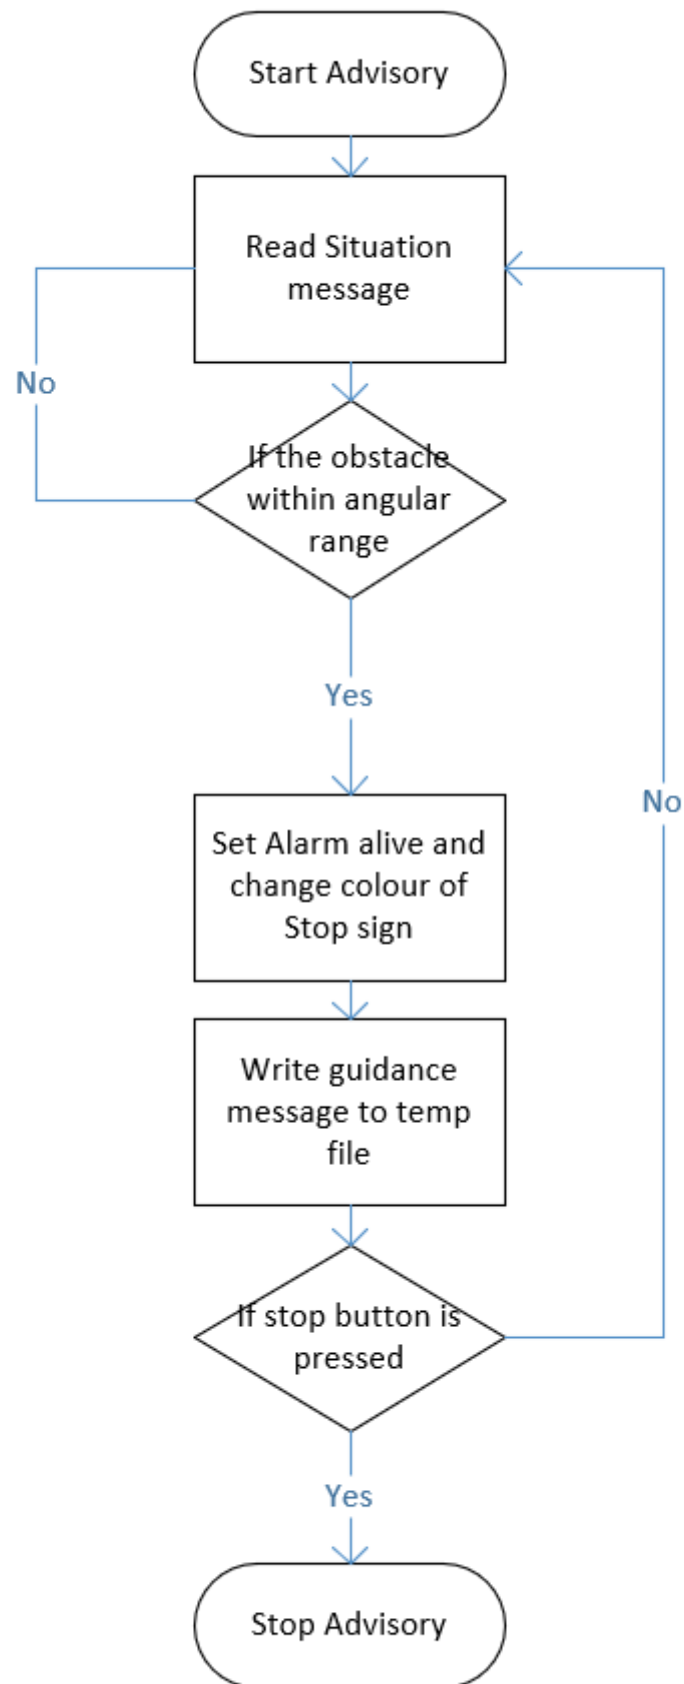 Start Advisory
Read Situation
message
No
If the obstacle
within angular
range
Yes
Set Alarm alive and
change colour of
Stop sign
No
Write guidance
message to temp
file
If stop button is
pressed
Yes
Stop Advisory